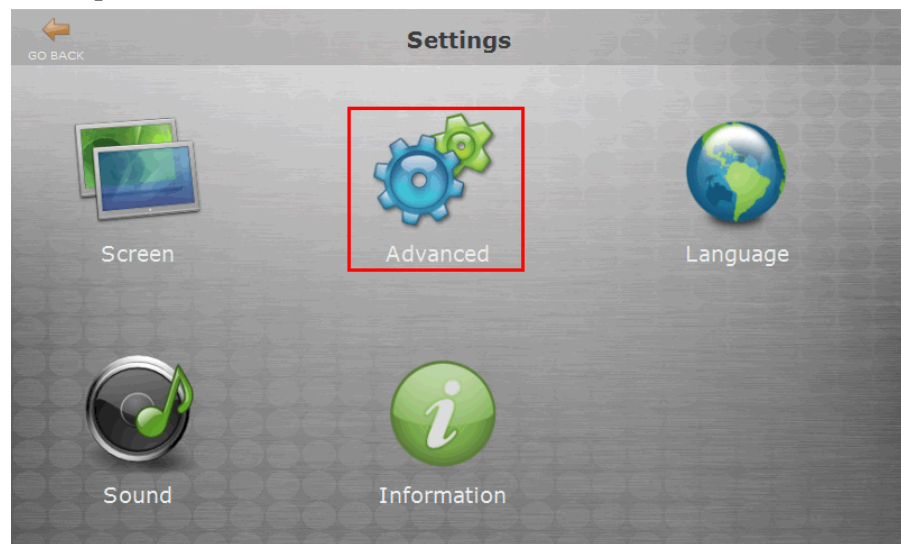 GO BACK
Settings
Screen
Advanced
Language
Sound
Information